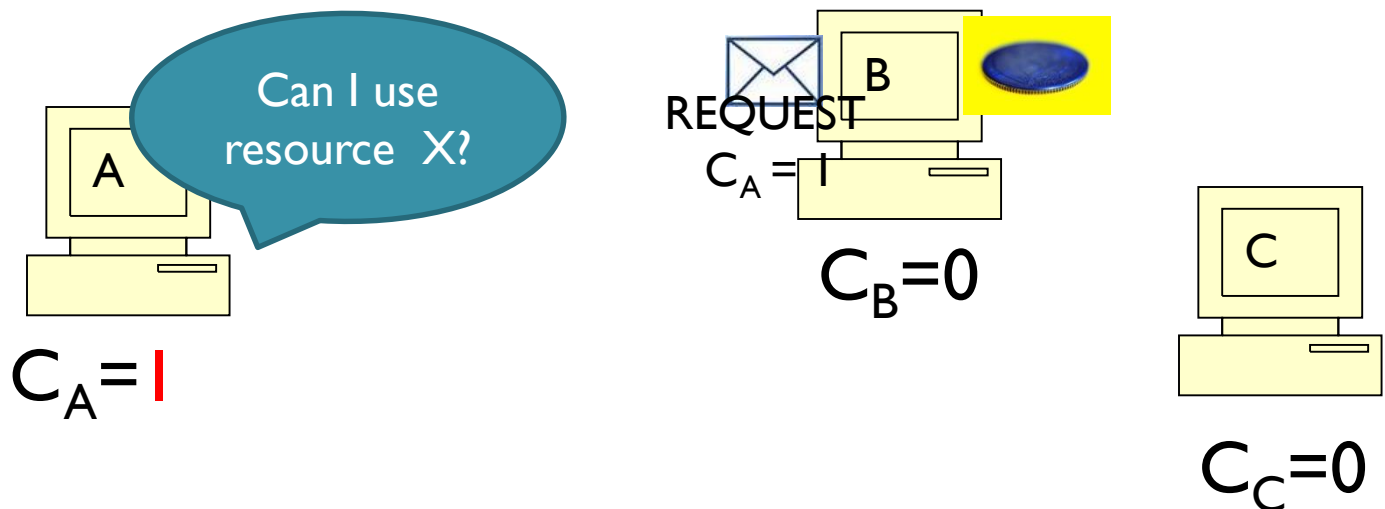 A
Can I use
resource X?
C_A=1
B
REQUEST
C_A = 1
C_B=0
C
C_C=0